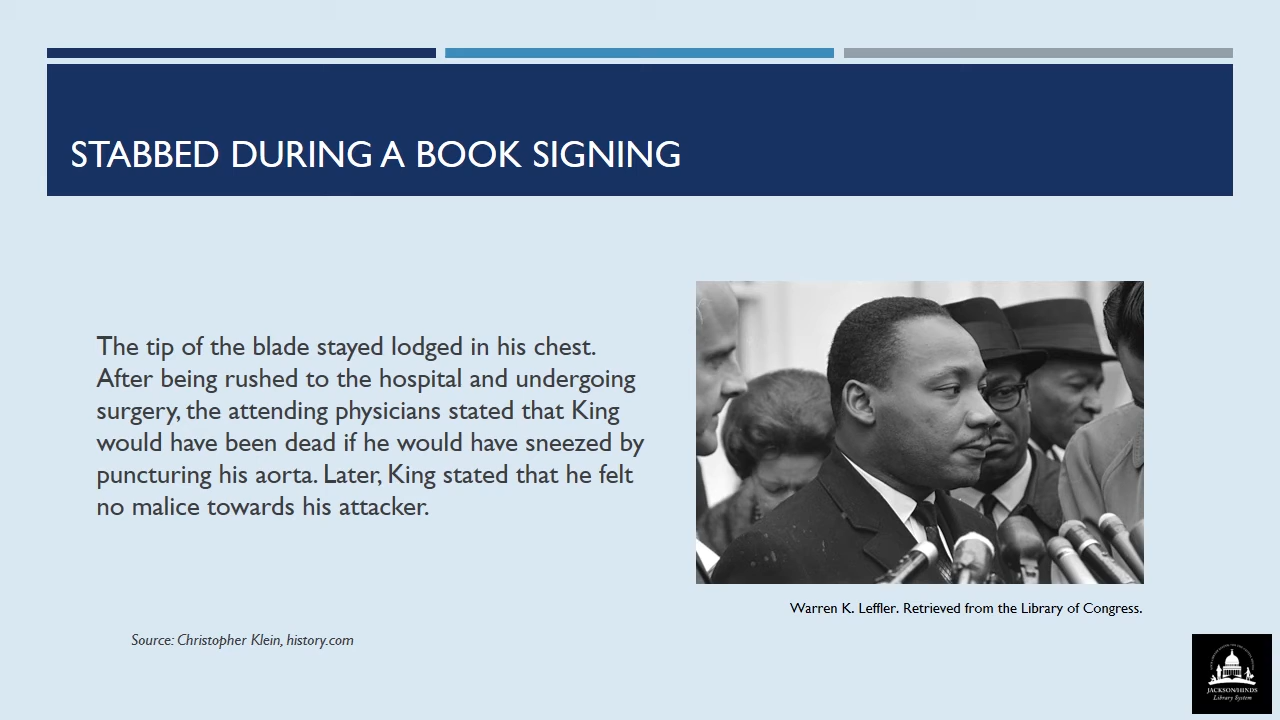 STABBED DURING A BOOK SIGNING
The tip of the blade stayed lodged in his chest.
After being rushed to the hospital and undergoing
surgery, the attending physicians stated that King
would have been dead if he would have sneezed by
puncturing his aorta. Later, King stated that he felt
no malice towards his attacker.
Warren K. Leffler. Retrieved from the Library of Congress.
Source: Christopher Klein, history.com
JACKSON/HINDS
Library System